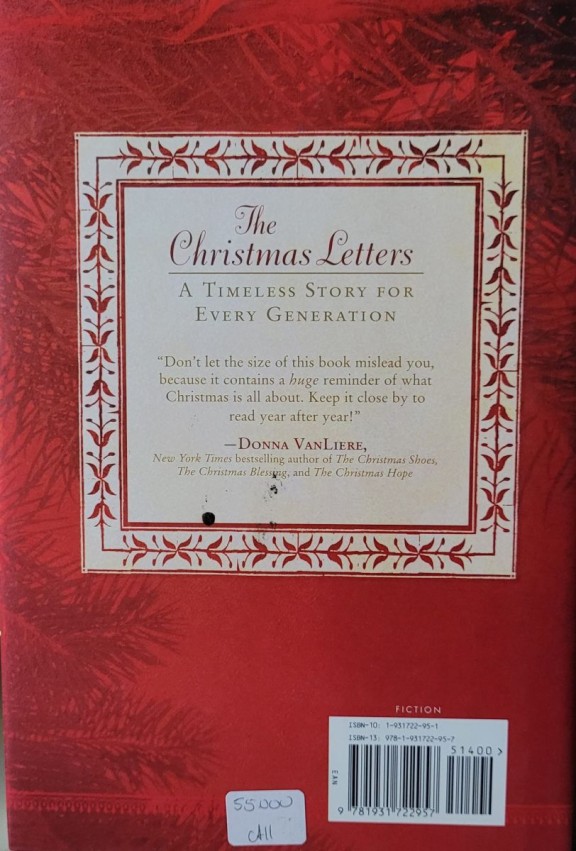 The
Christmas Letters
A Timeless Story for
Every Generation
“Don't let the size of this book mislead you,
because it contains a huge reminder of what
Christmas is all about. Keep it close by to
read year after year!”
—Donna VanLiere,
New York Times bestselling author of The Christmas Shoes,
The Christmas Blessing, and The Christmas Hope
FICTION
ISBN-10: 1-931722-95-1
ISBN-13: 978-1-931722-95-7
51400>
EAN
9 781931 722957
55000